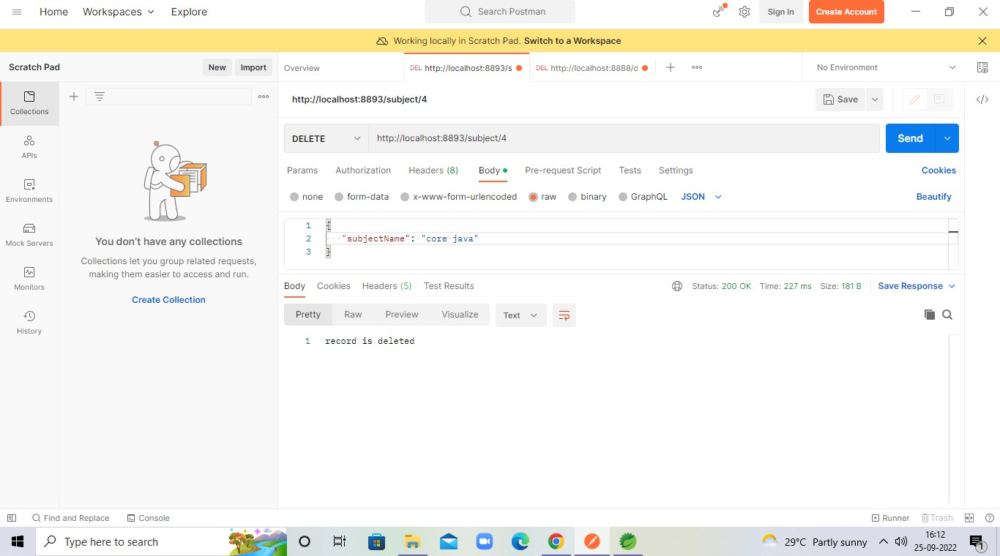 Home Workspaces Explore Search Postman Sign In Create Account
Working locally in Scratch Pad. Switch to a Workspace
Scratch Pad New Import Overview DEL http://localhost:8893/s DEL http://localhost:8888/d No Environment
Collections
APIs
Environments
Mock Servers
Monitors
History
You don't have any collections
Collections let you group related requests,
making them easier to access and run.
Create Collection
http://localhost:8893/subject/4 Save
DELETE http://localhost:8893/subject/4 Send
Params Authorization Headers (8) Body Pre-request Script Tests Settings Cookies
none form-data x-www-form-urlencoded raw binary GraphQL JSON Beautify
1 {
2 "subjectName": "core java"
3 }
Body Cookies Headers (5) Test Results Status: 200 OK Time: 227 ms Size: 181 B Save Response
Pretty Raw Preview Visualize Text
1 record is deleted
Find and Replace Console Runner Trash
Type here to search 29°C Partly sunny 16:12
25-09-2022 1